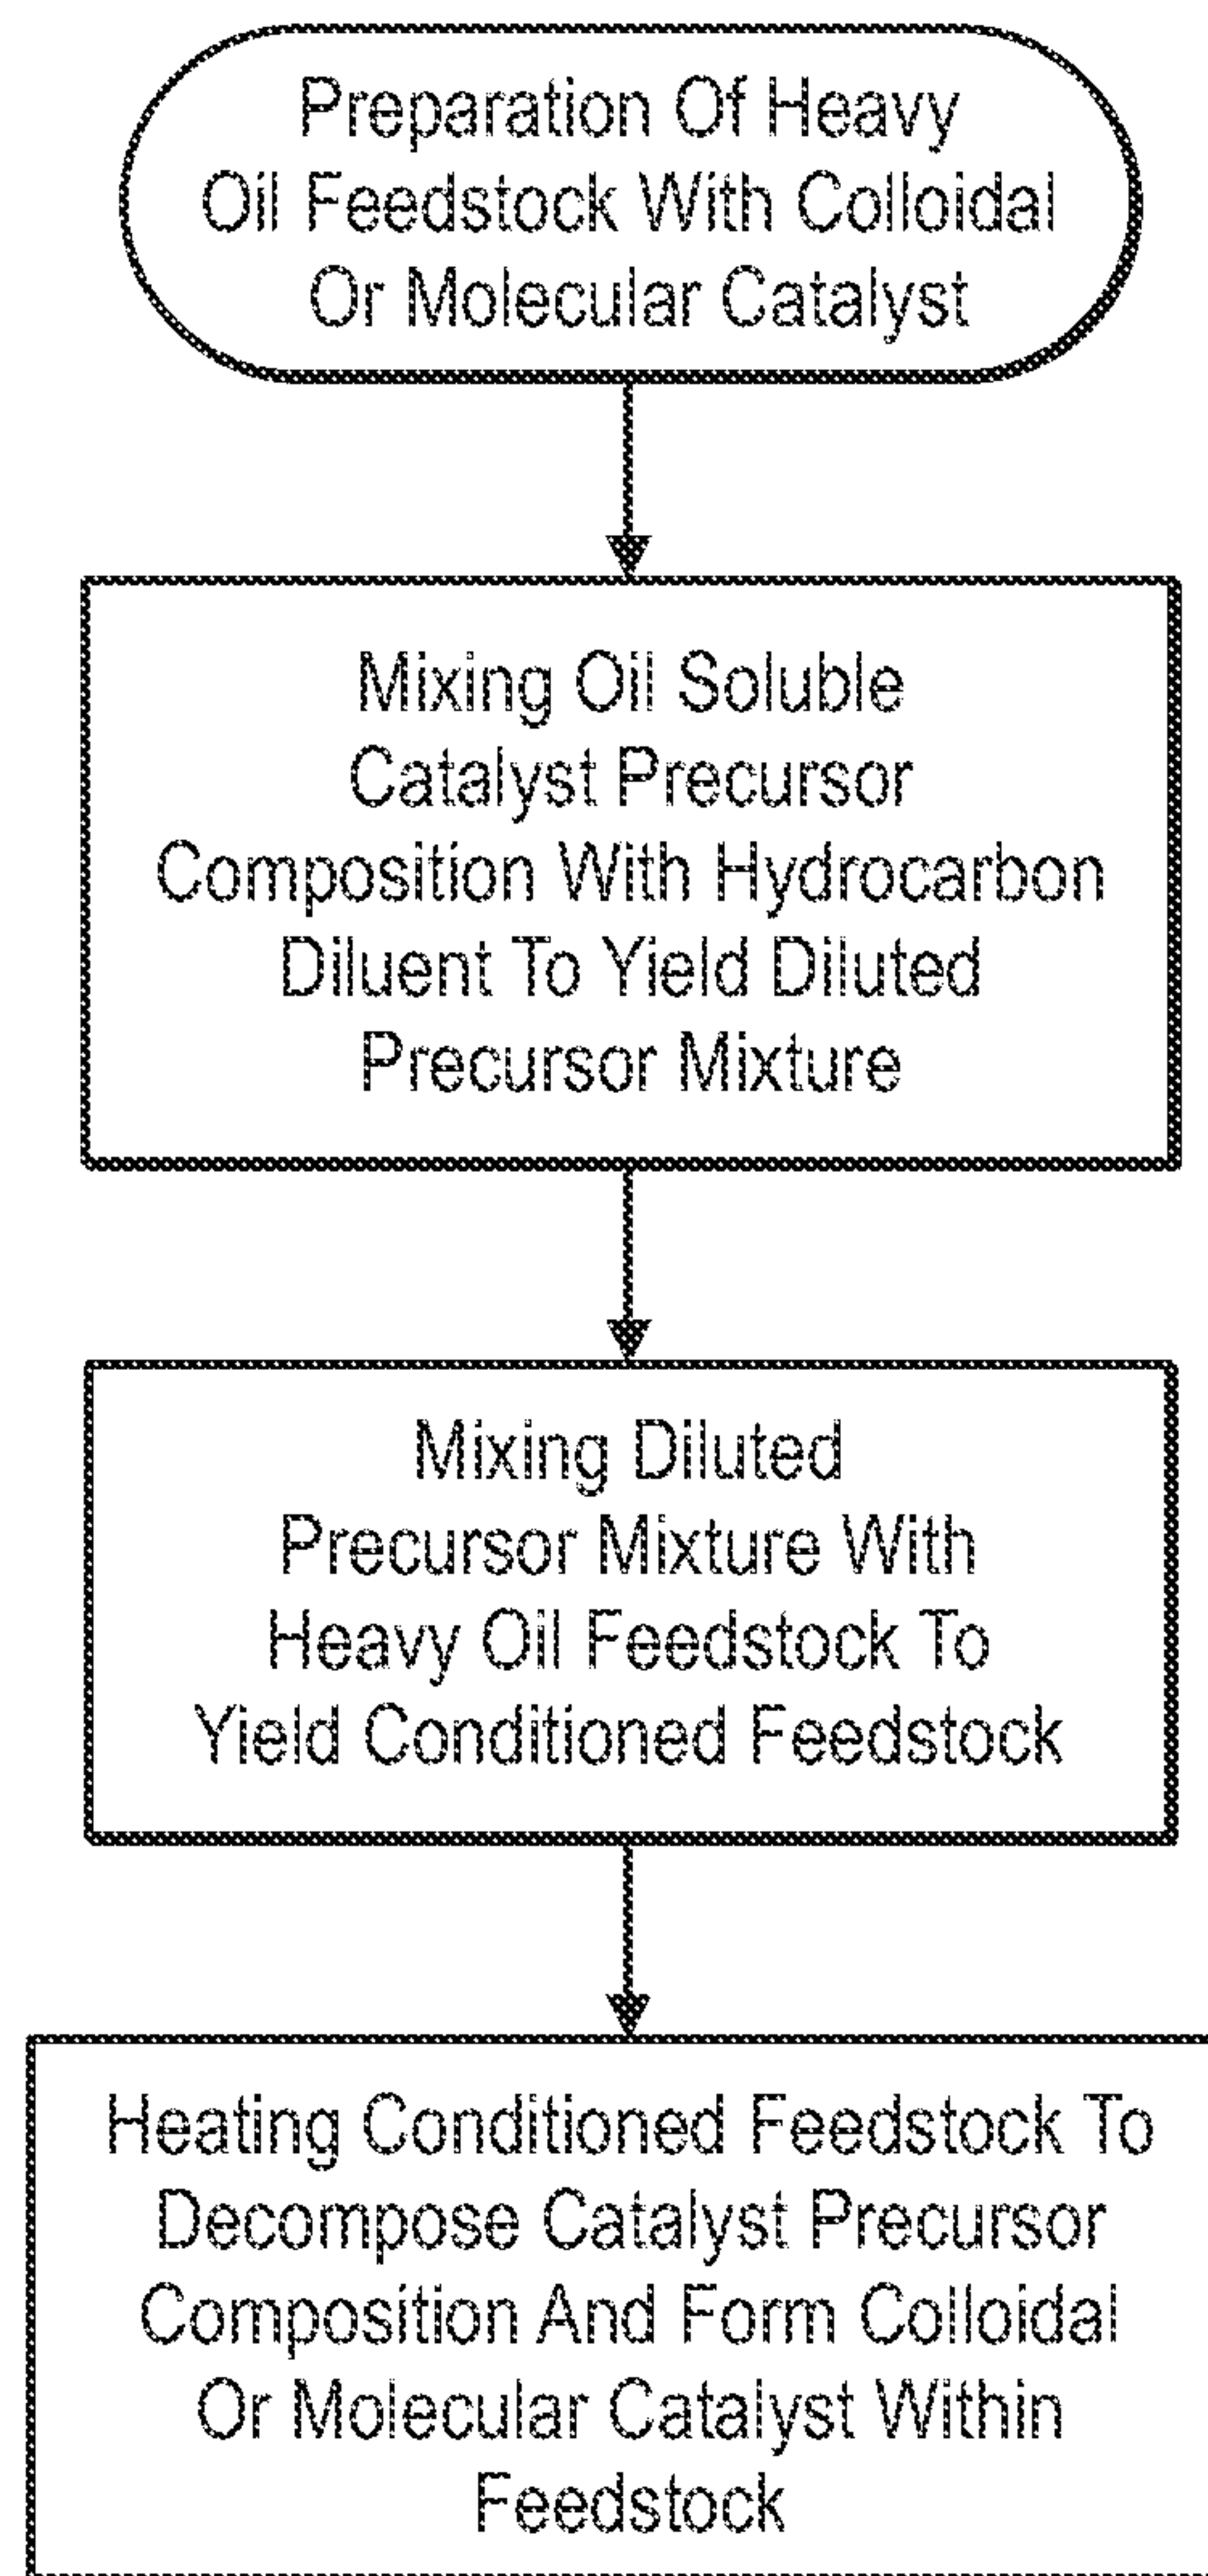 Preparation Of Heavy
Oil Feedstock With Colloidal
Or Molecular Catalyst
Mixing Oil Soluble
Catalyst Precursor
Composition With Hydrocarbon
Diluent To Yield Diluted
Precursor Mixture
Mixing Diluted
Precursor Mixture With
Heavy Oil Feedstock To
Yield Conditioned Feedstock
Heating Conditioned Feedstock To
Decompose Catalyst Precursor
Composition And Form Colloidal
Or Molecular Catalyst Within
Feedstock